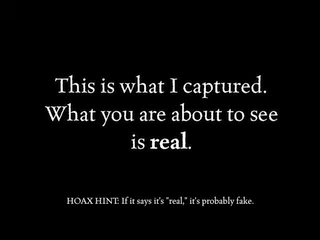 This is what I captured.
What you are about to see
is real.
HOAX HINT: If it says it's "real," it's probably fake.